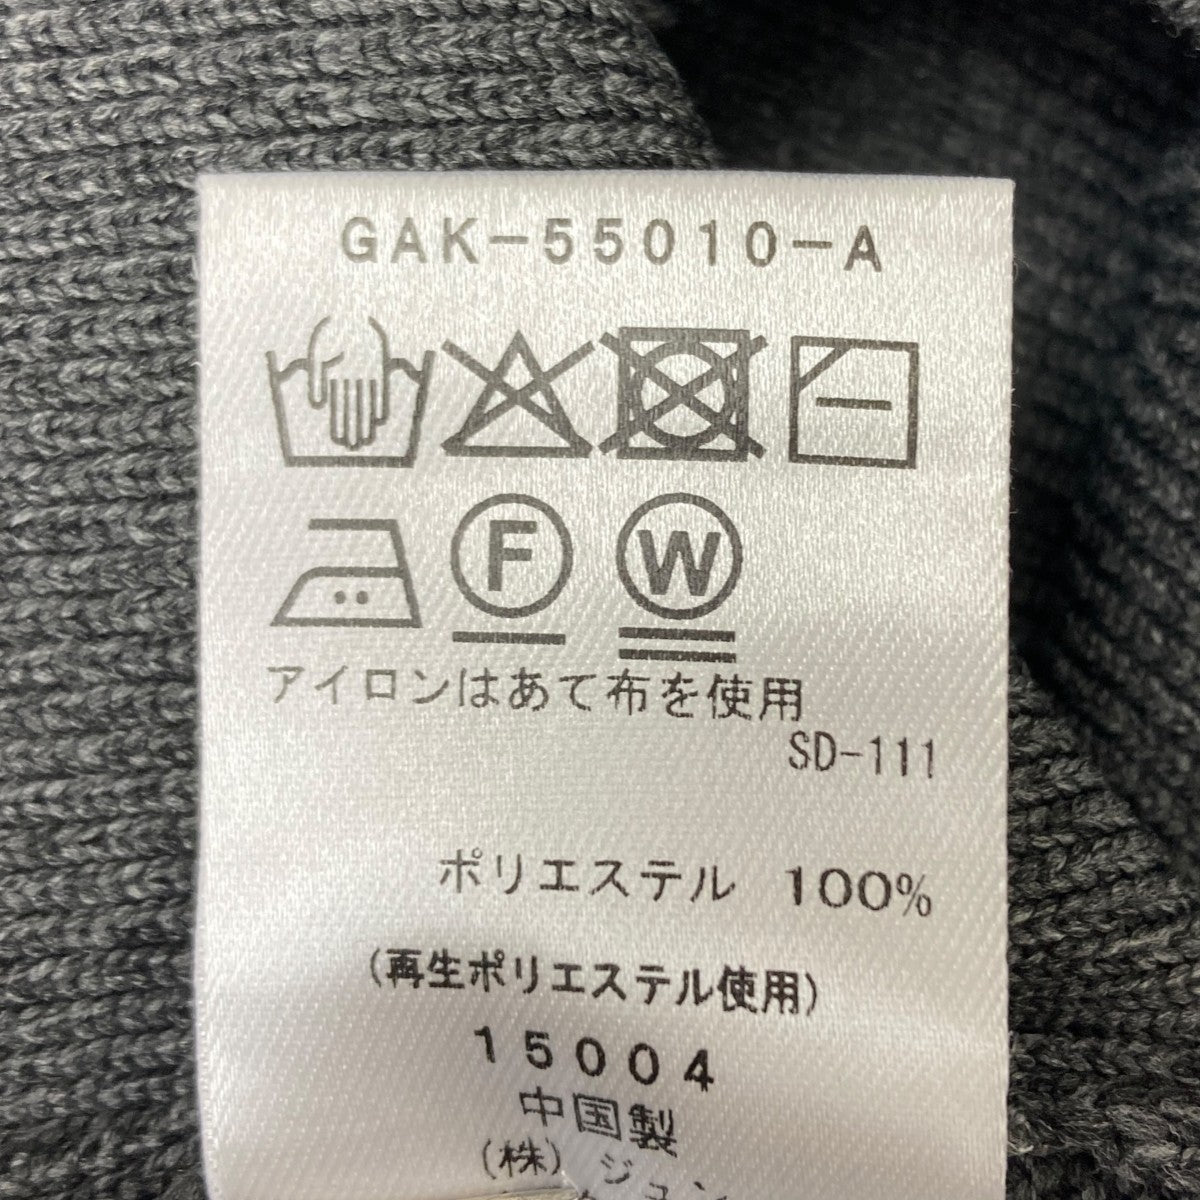 GAK-55010-A
F W
アイロンはあて布を使用
SD-111
ポリエステル 100%
(再生ポリエステル使用)
15004
中国製
(株) ジュン